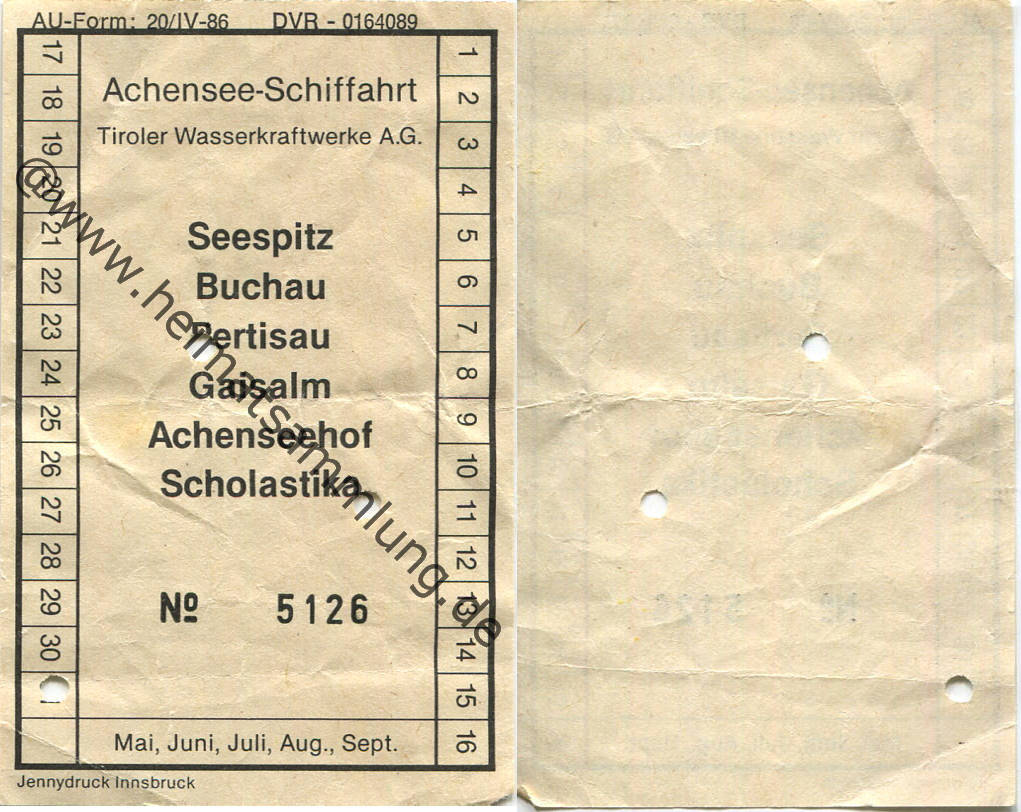 AU-Form: 20/IV-86 DVR - 0164089
Achensee-Schiffahrt
Tiroler Wasserkraftwerke A.G.
Seespitz
Buchau
Pertisau
Gaisalm
Achenseehof
Scholastika
Nº 5126
Mai, Juni, Juli, Aug., Sept.
Jennydruck Innsbruck
17
18
19
20
21
22
23
24
25
26
27
28
29
30
1
2
3
4
5
6
7
8
9
10
11
12
13
14
15
16
@www.heimatsammlung.de